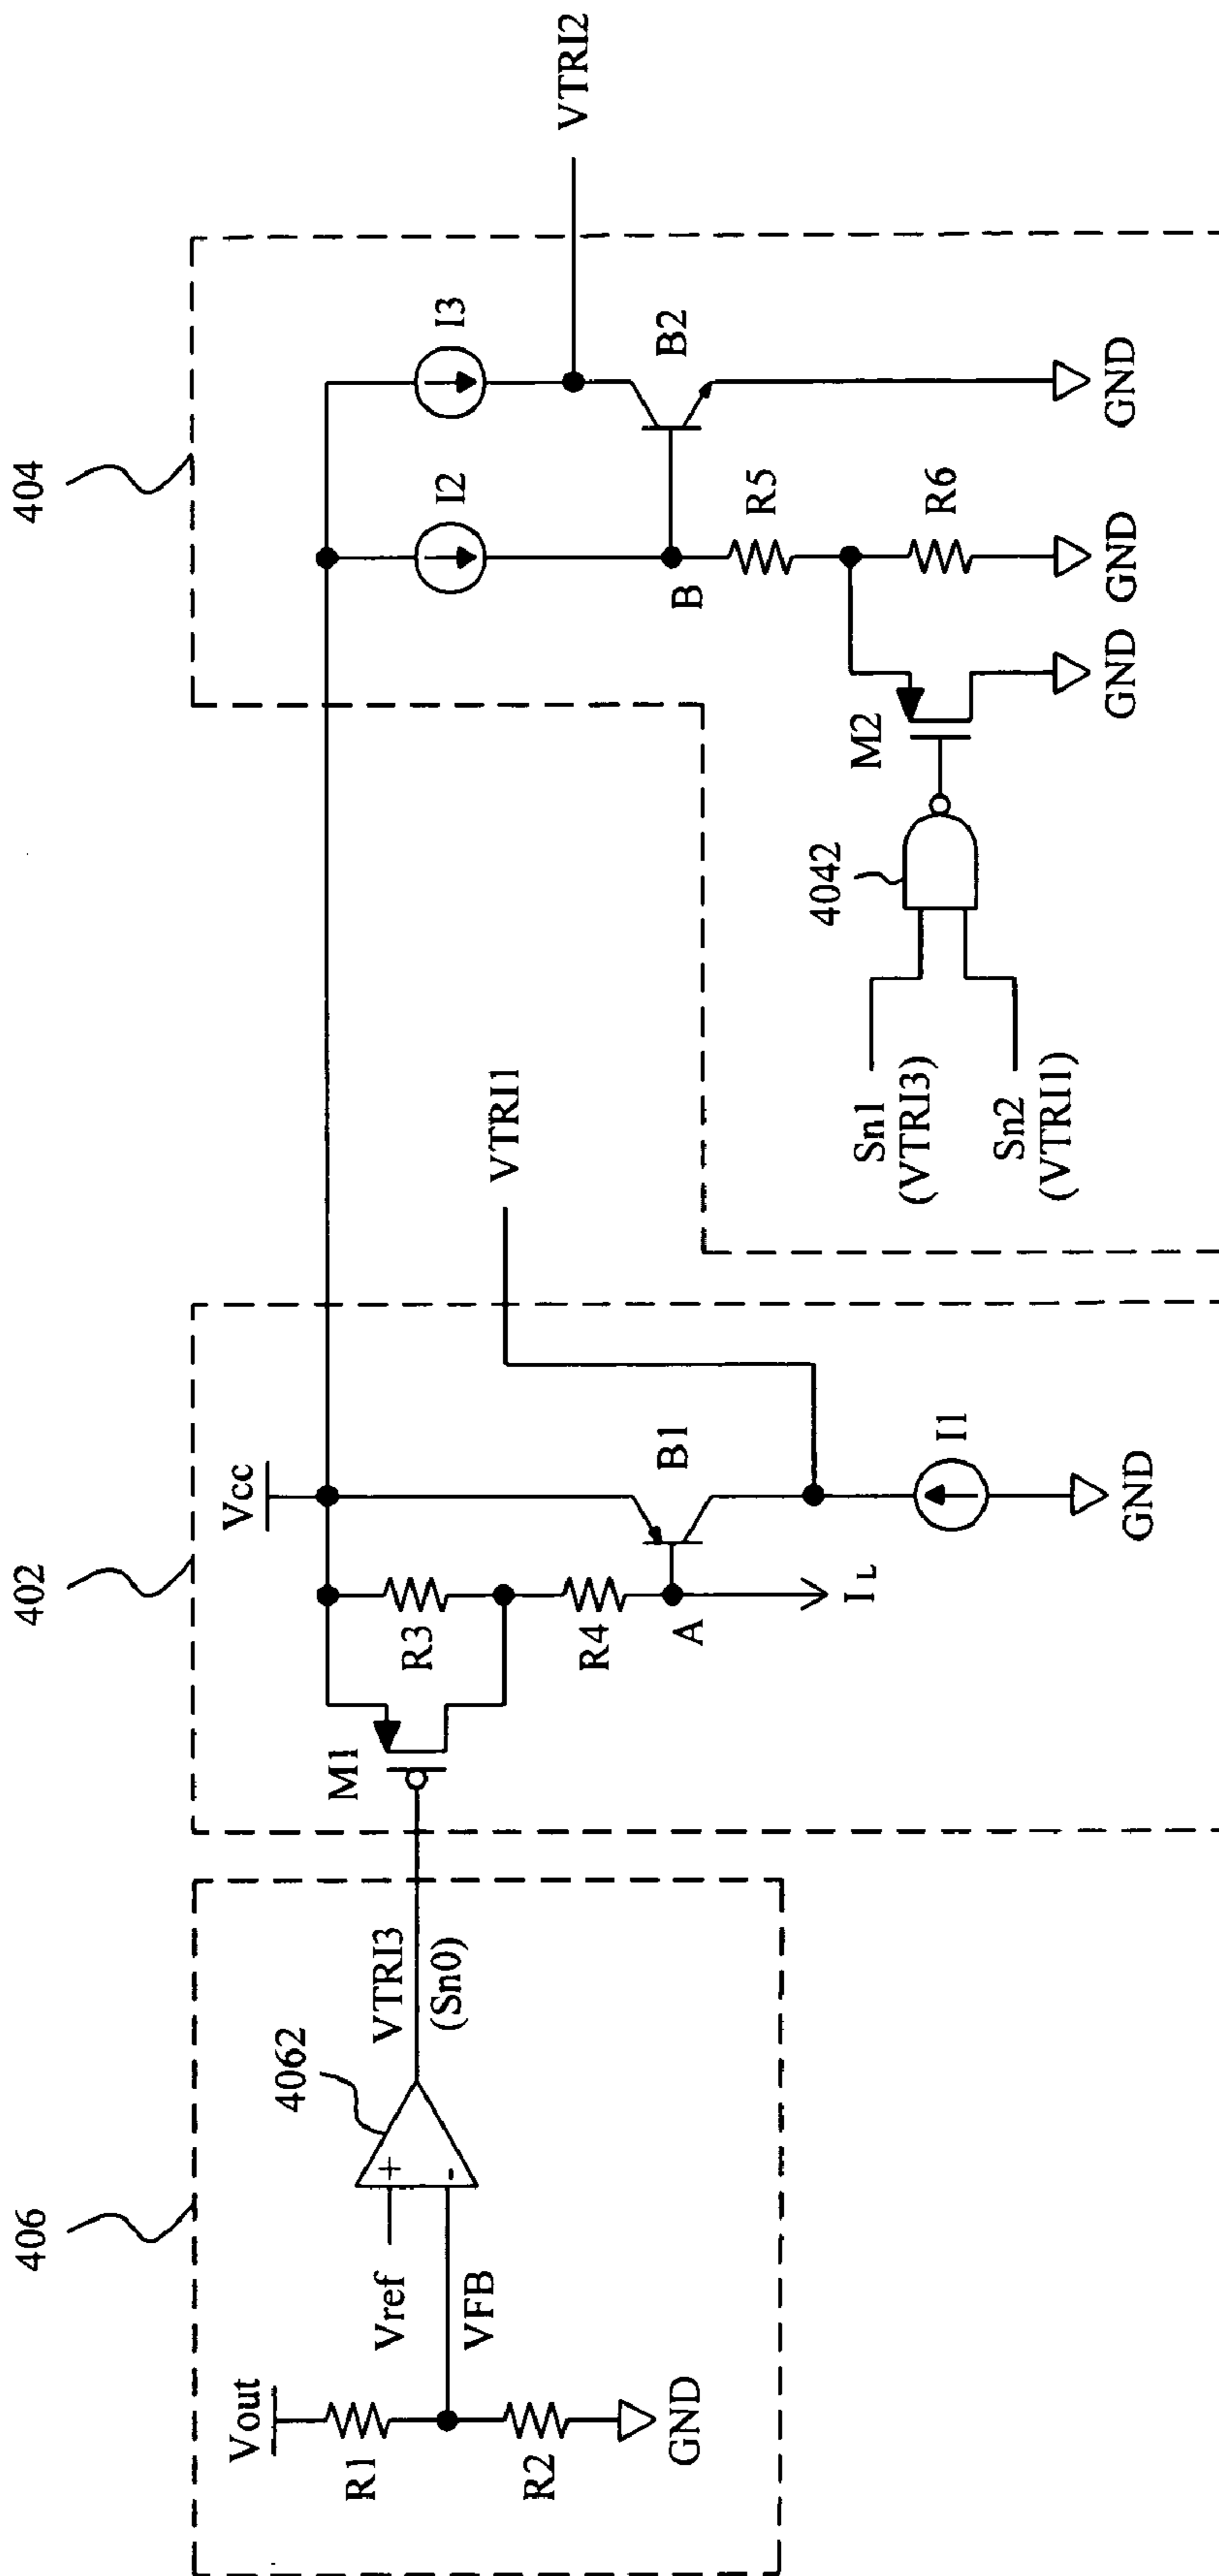 406
402
404
Vout
R1
R2
GND
Vref
VFB
+
-
4062
VTRI3
(Sn0)
M1
R3
R4
A
I L
Vcc
B1
I1
GND
VTRI1
Sn1
(VTRI3)
Sn2
(VTRI1)
4042
M2
GND
I2
B
R5
R6
GND
I3
B2
GND
VTRI2